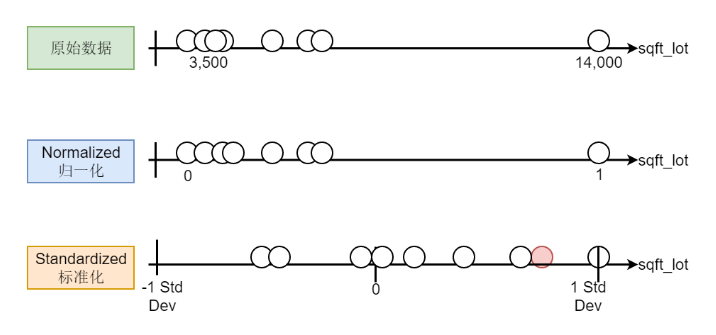 原始数据
sqft_lot
3,500
14,000
Normalized
归一化
sqft_lot
0
1
Standardized
标准化
sqft_lot
-1 Std
Dev
0
1 Std
Dev